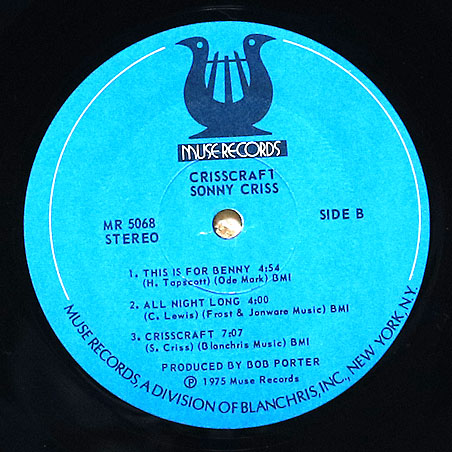 MUSE RECORDS
CRISSCRAFT
SONNY CRISS
MR 5068
STEREO
SIDE B
1. THIS IS FOR BENNY 4:54
(H. Tapscott) (Ode Mark) BMI
2. ALL NIGHT LONG 4:00
(C. Lewis) (Frost & Jonware Music) BMI
3. CRISSCRAFT 7:07
(S. Criss) (Blanchris Music) BMI
PRODUCED BY BOB PORTER
℗ 1975 Muse Records
MUSE RECORDS, A DIVISION OF BLANCHRIS, INC., NEW YORK, N.Y.